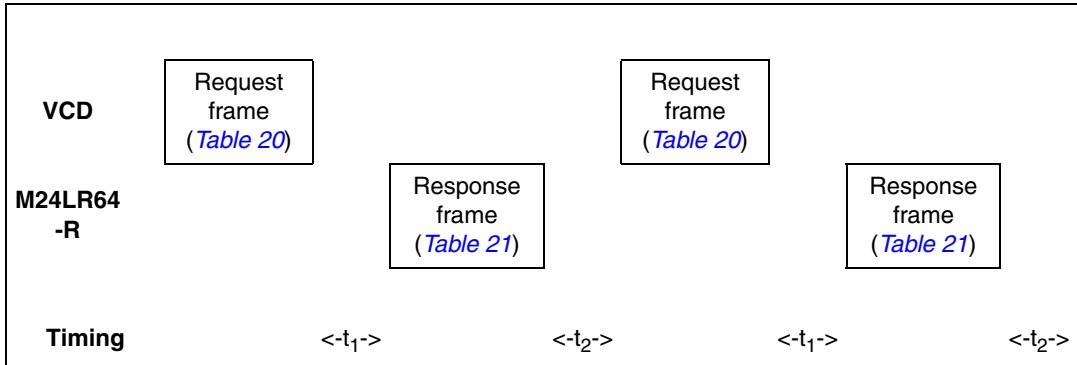 VCD
Request
frame
(Table 20)
Request
frame
(Table 20)
M24LR64
-R
Response
frame
(Table 21)
Response
frame
(Table 21)
Timing <-t1-> <-t2-> <-t1-> <-t2->